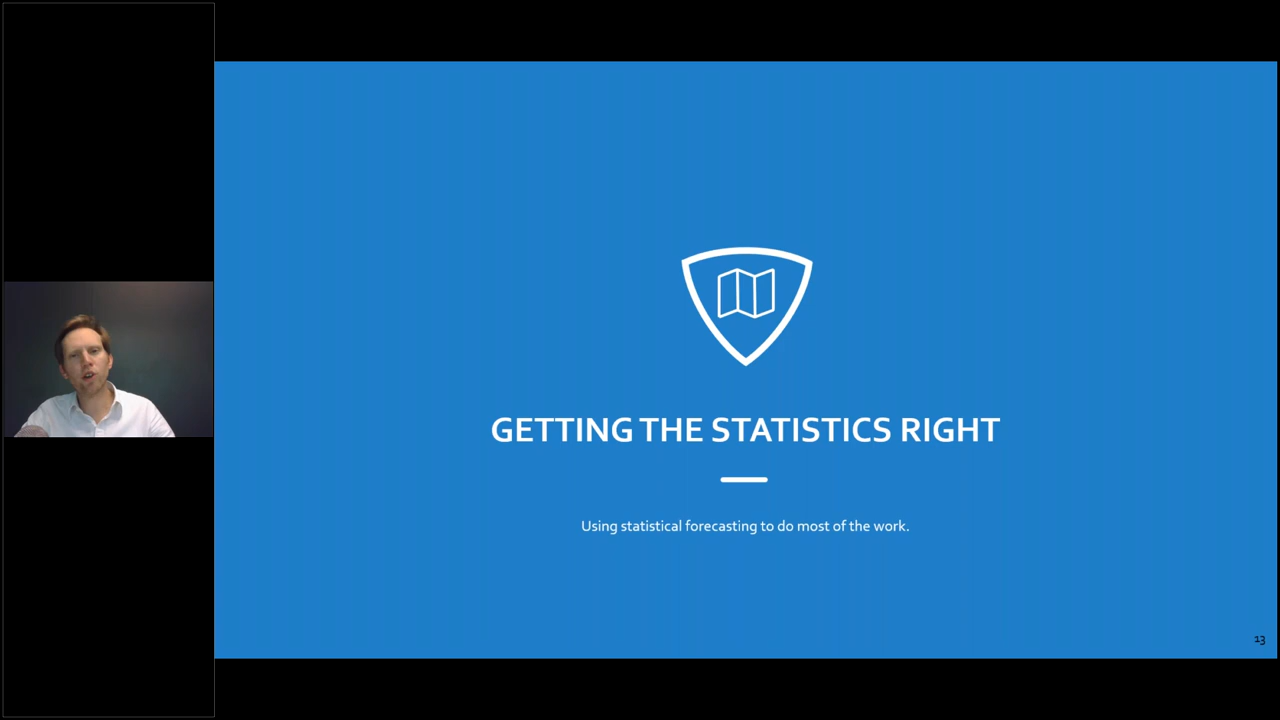 GETTING THE STATISTICS RIGHT
Using statistical forecasting to do most of the work.
13